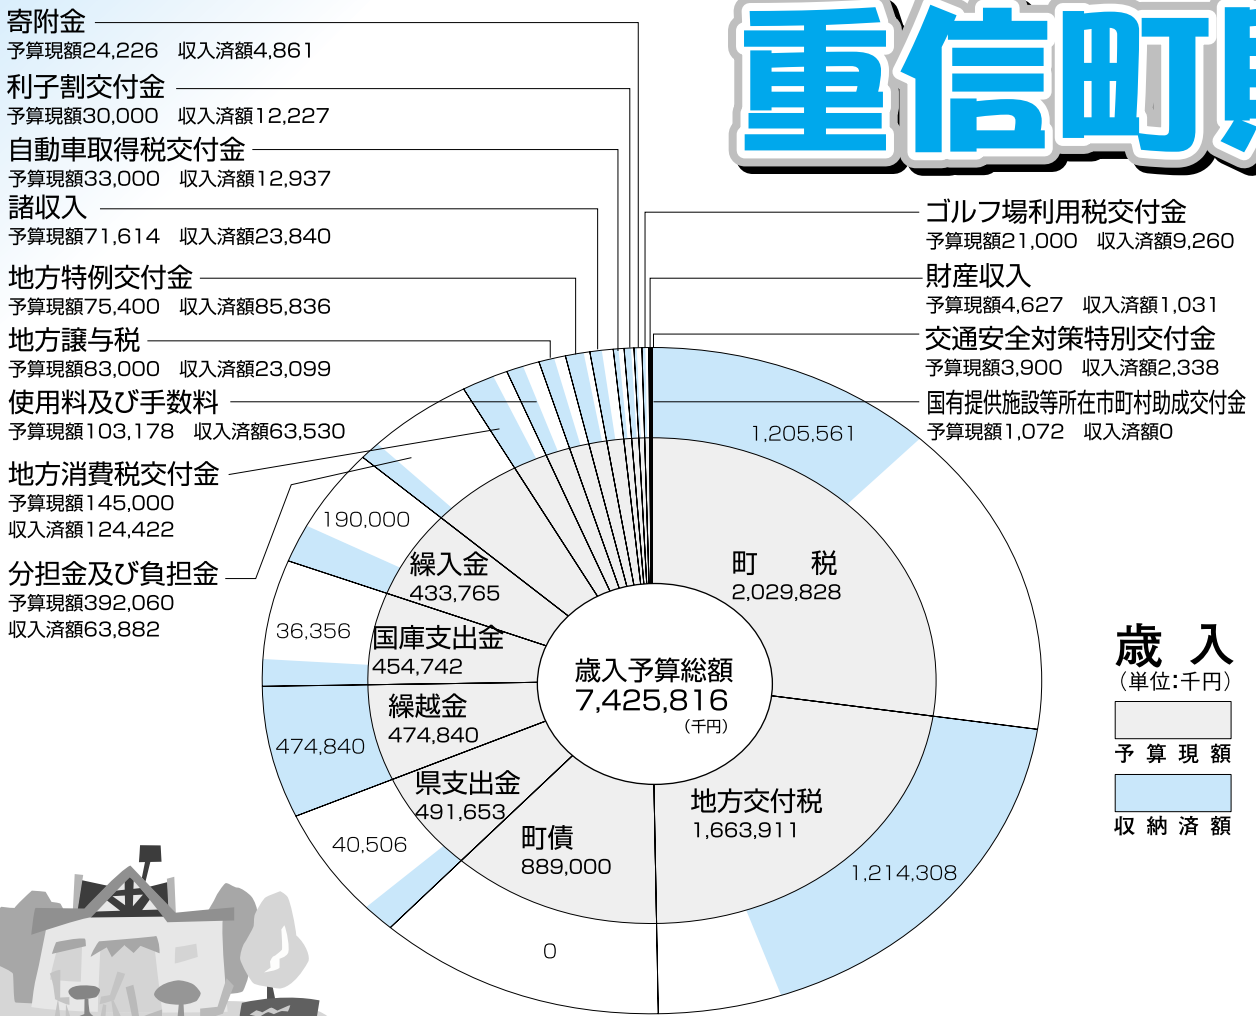 重信町財
寄附金
予算現額24,226 収入済額4,861
利子割交付金
予算現額30,000 収入済額12,227
自動車取得税交付金
予算現額33,000 収入済額12,937
諸収入
予算現額71,614 収入済額23,840
地方特例交付金
予算現額75,400 収入済額85,836
地方譲与税
予算現額83,000 収入済額23,099
使用料及び手数料
予算現額103,178 収入済額63,530
地方消費税交付金
予算現額145,000
収入済額124,422
分担金及び負担金
予算現額392,060
収入済額63,882
ゴルフ場利用税交付金
予算現額21,000 収入済額9,260
財産収入
予算現額4,627 収入済額1,031
交通安全対策特別交付金
予算現額3,900 収入済額2,338
国有提供施設等所在市町村助成交付金
予算現額1,072 収入済額0
1,205,561
町 税
2,029,828
190,000
繰入金
433,765
36,356
国庫支出金
454,742
474,840
繰越金
474,840
40,506
県支出金
491,653
町債
889,000
0
地方交付税
1,663,911
1,214,308
歳入予算総額
7,425,816
(千円)
歳 入
(単位:千円)
予算現額
収納済額